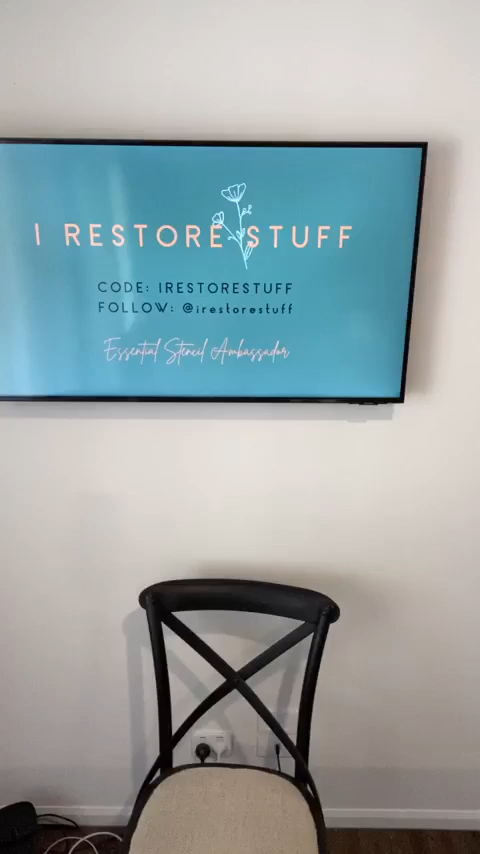 I RESTORE STUFF
CODE: IRESTORESTUFF
FOLLOW: @irestorestuff
Essential Stencil Ambassador